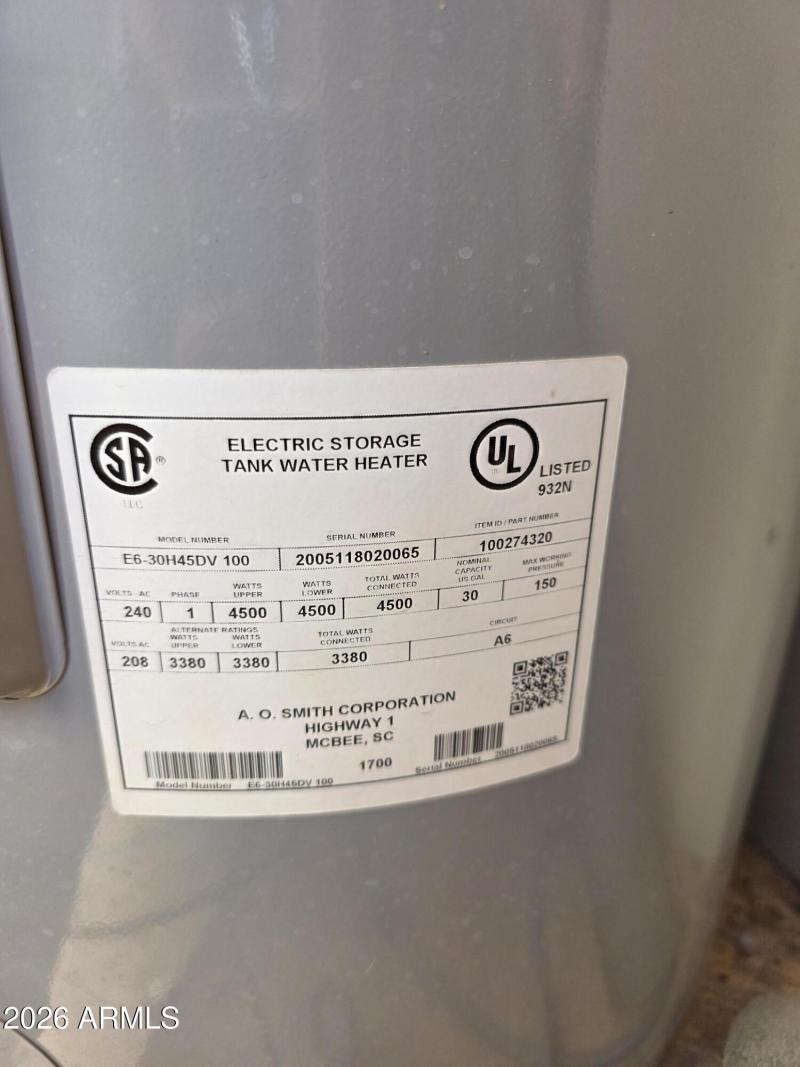 SA ®
ELECTRIC STORAGE
TANK WATER HEATER
UL
LISTED
932N
MODEL NUMBER SERIAL NUMBER ITEM ID / PART NUMBER
E6-30H45DV 100 2005118020065 100274320
VOLTS - AC PHASE WATTS UPPER WATTS LOWER TOTAL WATTS CONNECTED NOMINAL CAPACITY US GAL MAX WORKING PRESSURE
240 1 4500 4500 4500 30 150
ALTERNATE RATINGS
VOLTS AC WATTS UPPER WATTS LOWER TOTAL WATTS CONNECTED CIRCUIT
208 3380 3380 3380 A6
A. O. SMITH CORPORATION
HIGHWAY 1
MCBEE, SC
1700
Model Number E6-30H45DV 100 Serial Number 2005118020065
2026 ARMLS